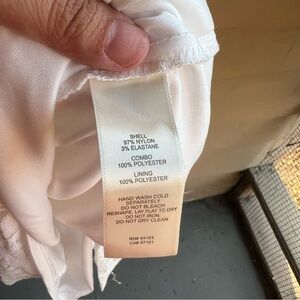 SHELL
97% NYLON
3% ELASTANE
COMBO
100% POLYESTER
LINING
100% POLYESTER
HAND WASH COLD
SEPARATELY
DO NOT BLEACH
RESHAPE, LAY FLAT TO DRY
DO NOT IRON
DO NOT DRY CLEAN
RN# 54163
CA# 57151